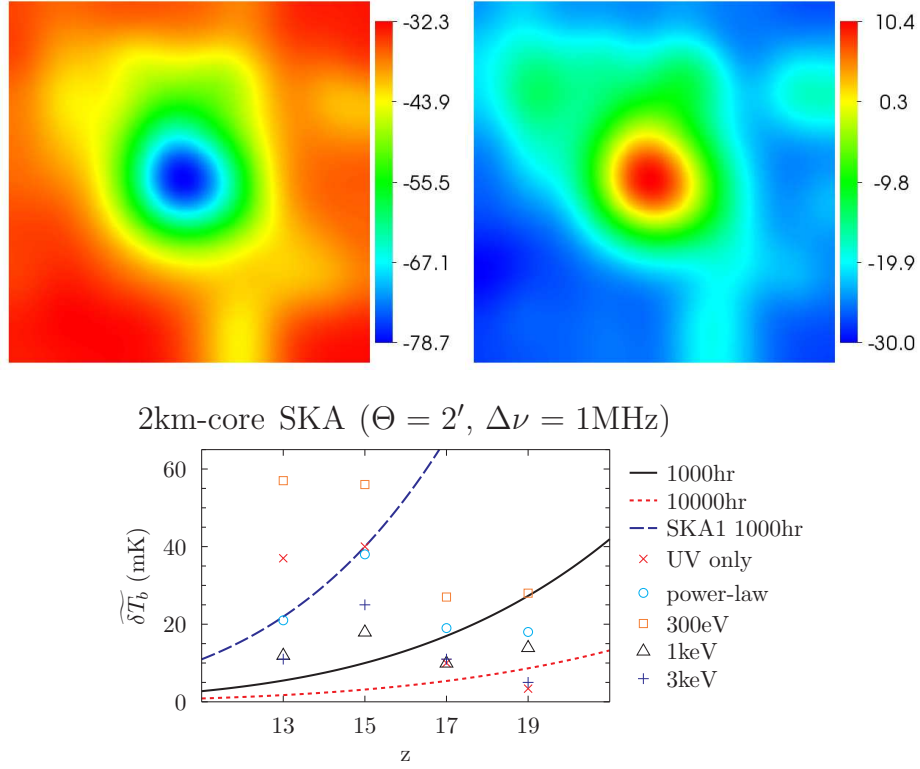 -32.3
-43.9
-55.5
-67.1
-78.7
10.4
0.3
-9.8
-19.9
-30.0
2km-core SKA (Θ = 2′, Δν = 1MHz)
60
40
20
0
δT_b (mK)
13 15 17 19
z
1000hr
10000hr
SKA1 1000hr
UV only
power-law
300eV
1keV
3keV